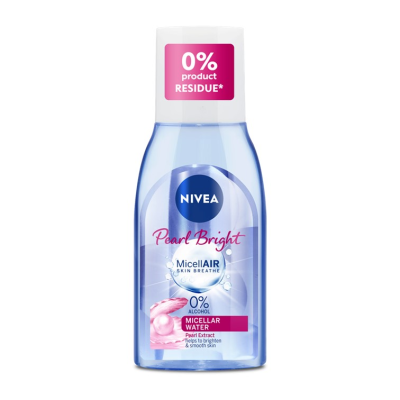 0%
product
RESIDUE*
NIVEA
Pearl Bright
MicellAIR
SKIN BREATHE
0%
ALCOHOL
MICELLAR
WATER
Pearl Extract
helps to brighten
& smooth skin